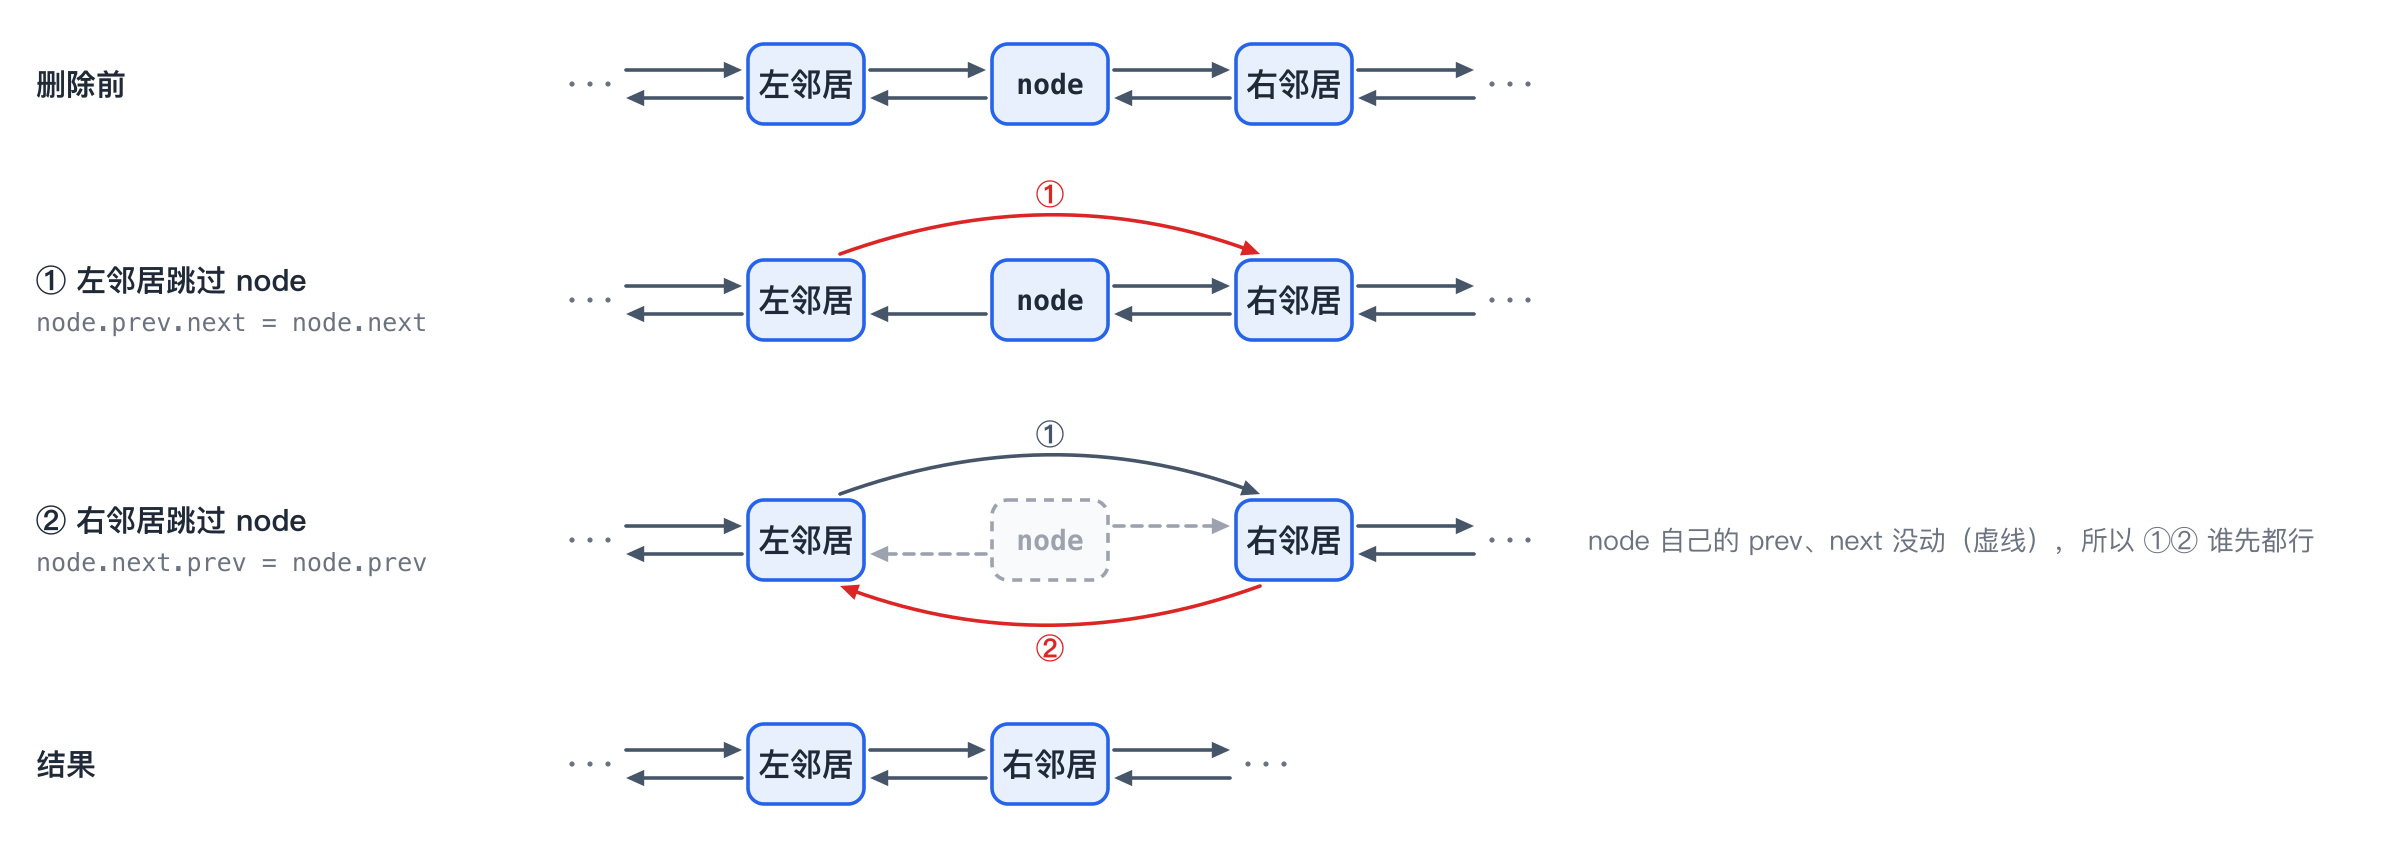 删除前
··· 左邻居 node 右邻居 ···
①
① 左邻居跳过 node
node.prev.next = node.next
··· 左邻居 node 右邻居 ···
①
② 右邻居跳过 node
node.next.prev = node.prev
··· 左邻居 node 右邻居 ···
node 自己的 prev、next 没动（虚线），所以 ①② 谁先都行
②
结果
··· 左邻居 右邻居 ···